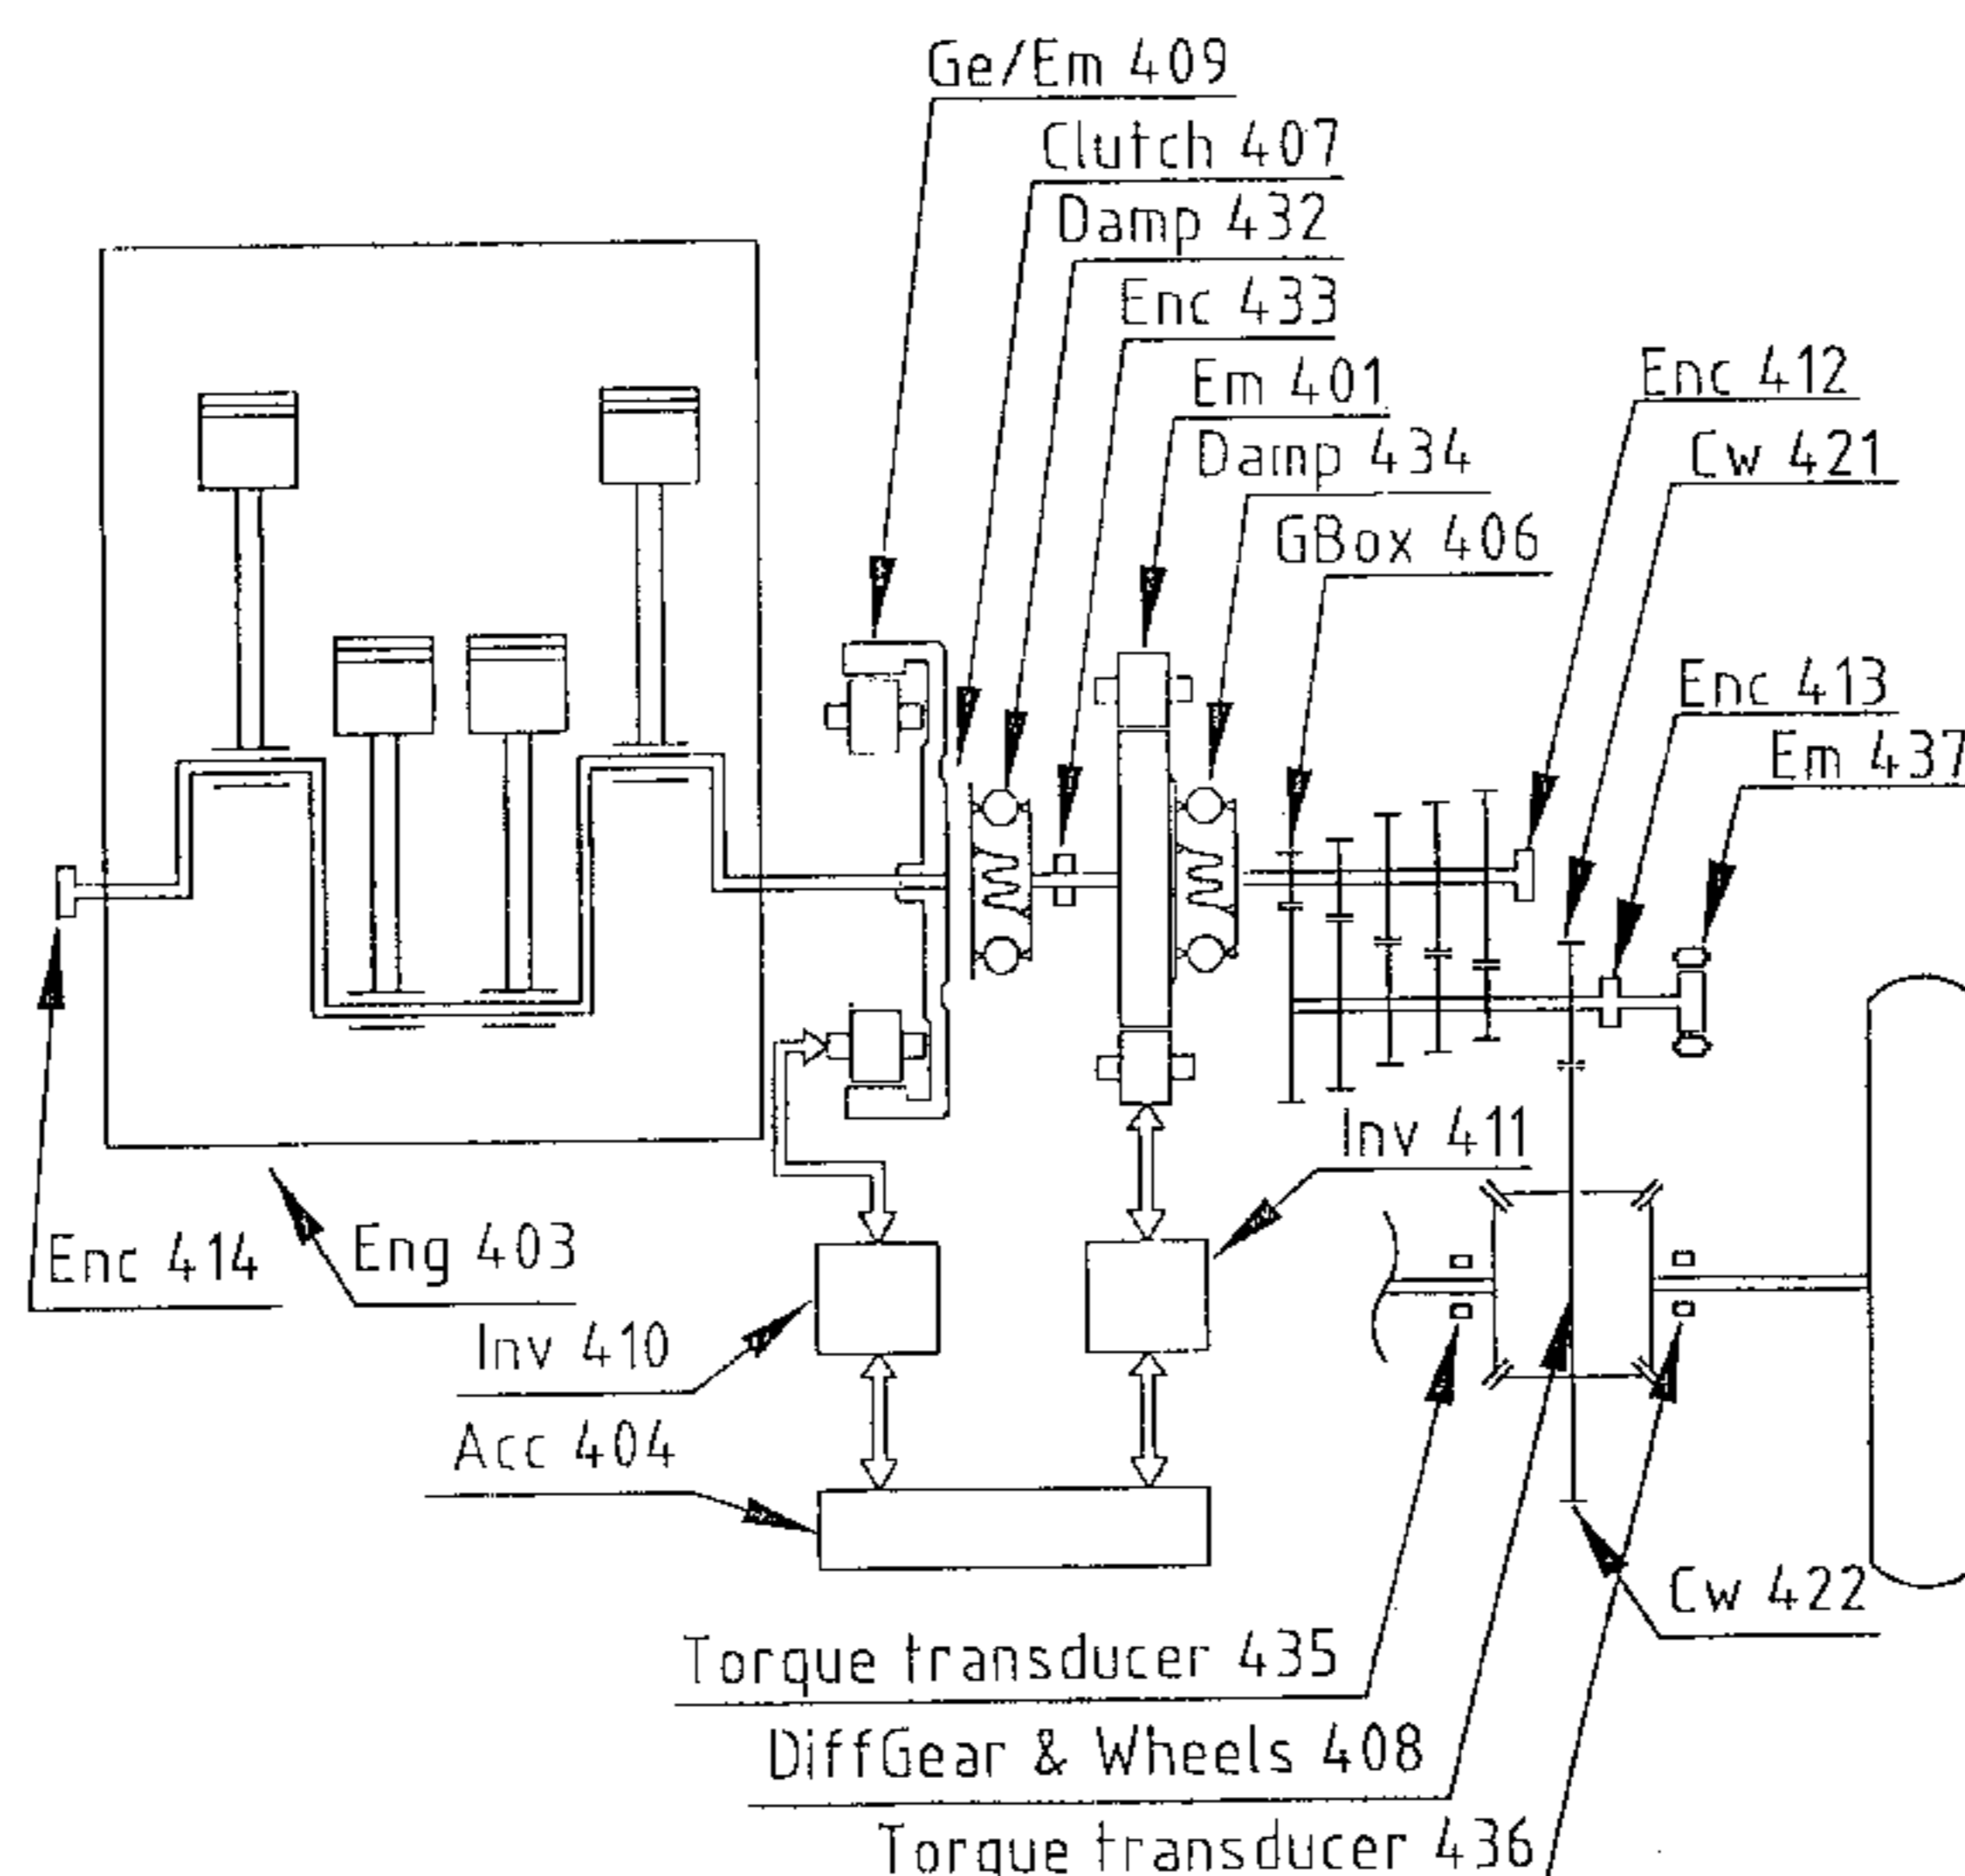 Ge/Em 409
Clutch 407
Damp 432
Enc 433
Em 401
Damp 434
GBox 406
Enc 412
Cw 421
Enc 413
Em 437
Inv 411
Enc 414
Eng 403
Inv 410
Acc 404
Cw 422
Torque transducer 435
DiffGear & Wheels 408
Torque transducer 436